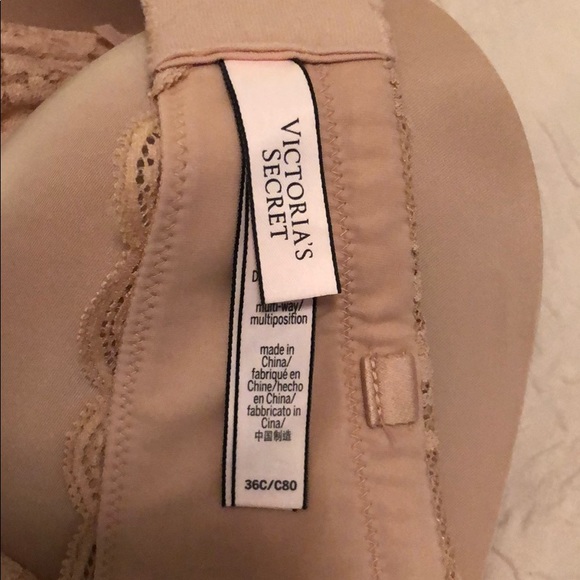 VICTORIA'S
SECRET
D
multi-way/
multiposition
made in
China/
fabriqué en
Chine/hecho
en China/
fabbricato in
Cina/
中国制造
36C/C80